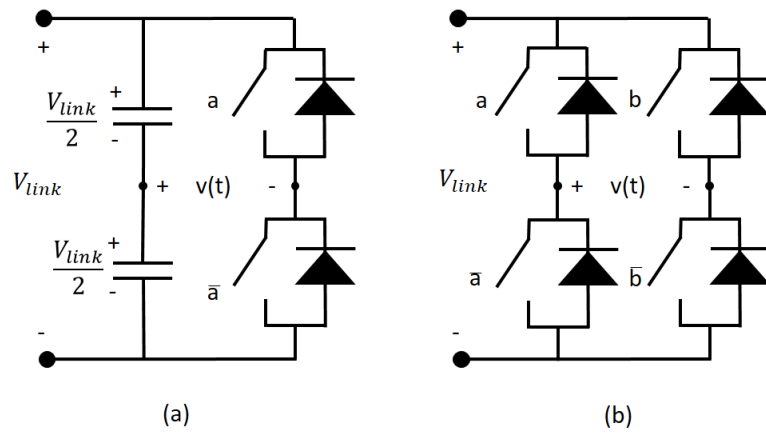 +
a
+
V_link/2
-
V_link
+ v(t) -
+
V_link/2
-
ā
-
(a)
+
a
b
V_link
+ v(t) -
ā
b̄
-
(b)